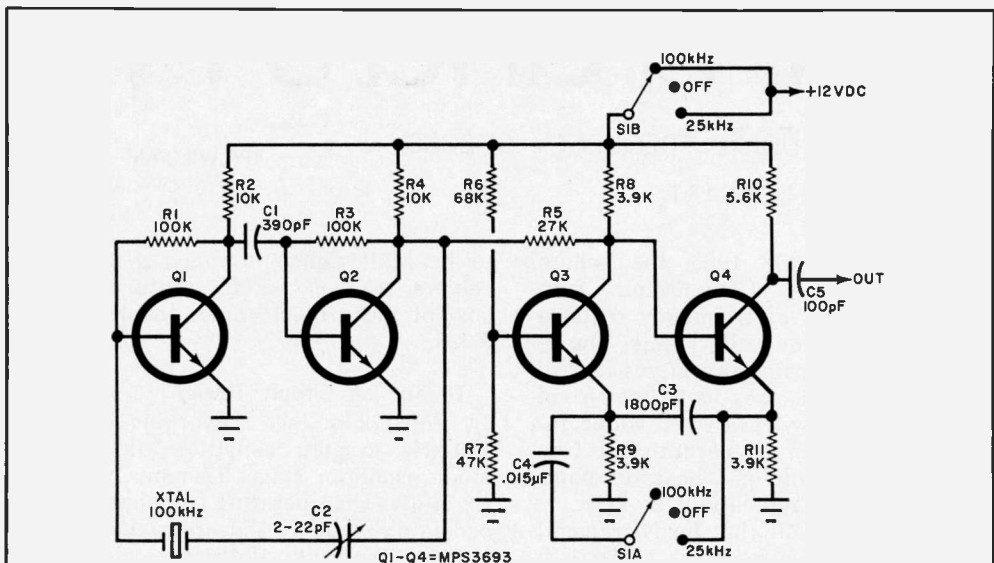 100kHz
OFF
+12VDC
25kHz
S1B
R2
10K
R4
10K
R6
68K
R8
3.9K
R10
5.6K
R1
100K
C1
390pF
R3
100K
R5
27K
Q1
Q2
Q3
Q4
OUT
C5
100pF
C3
1800pF
R7
47K
C4
.015µF
R9
3.9K
R11
3.9K
XTAL
100kHz
C2
2-22pF
100kHz
OFF
S1A
25kHz
Q1-Q4=MPS3693